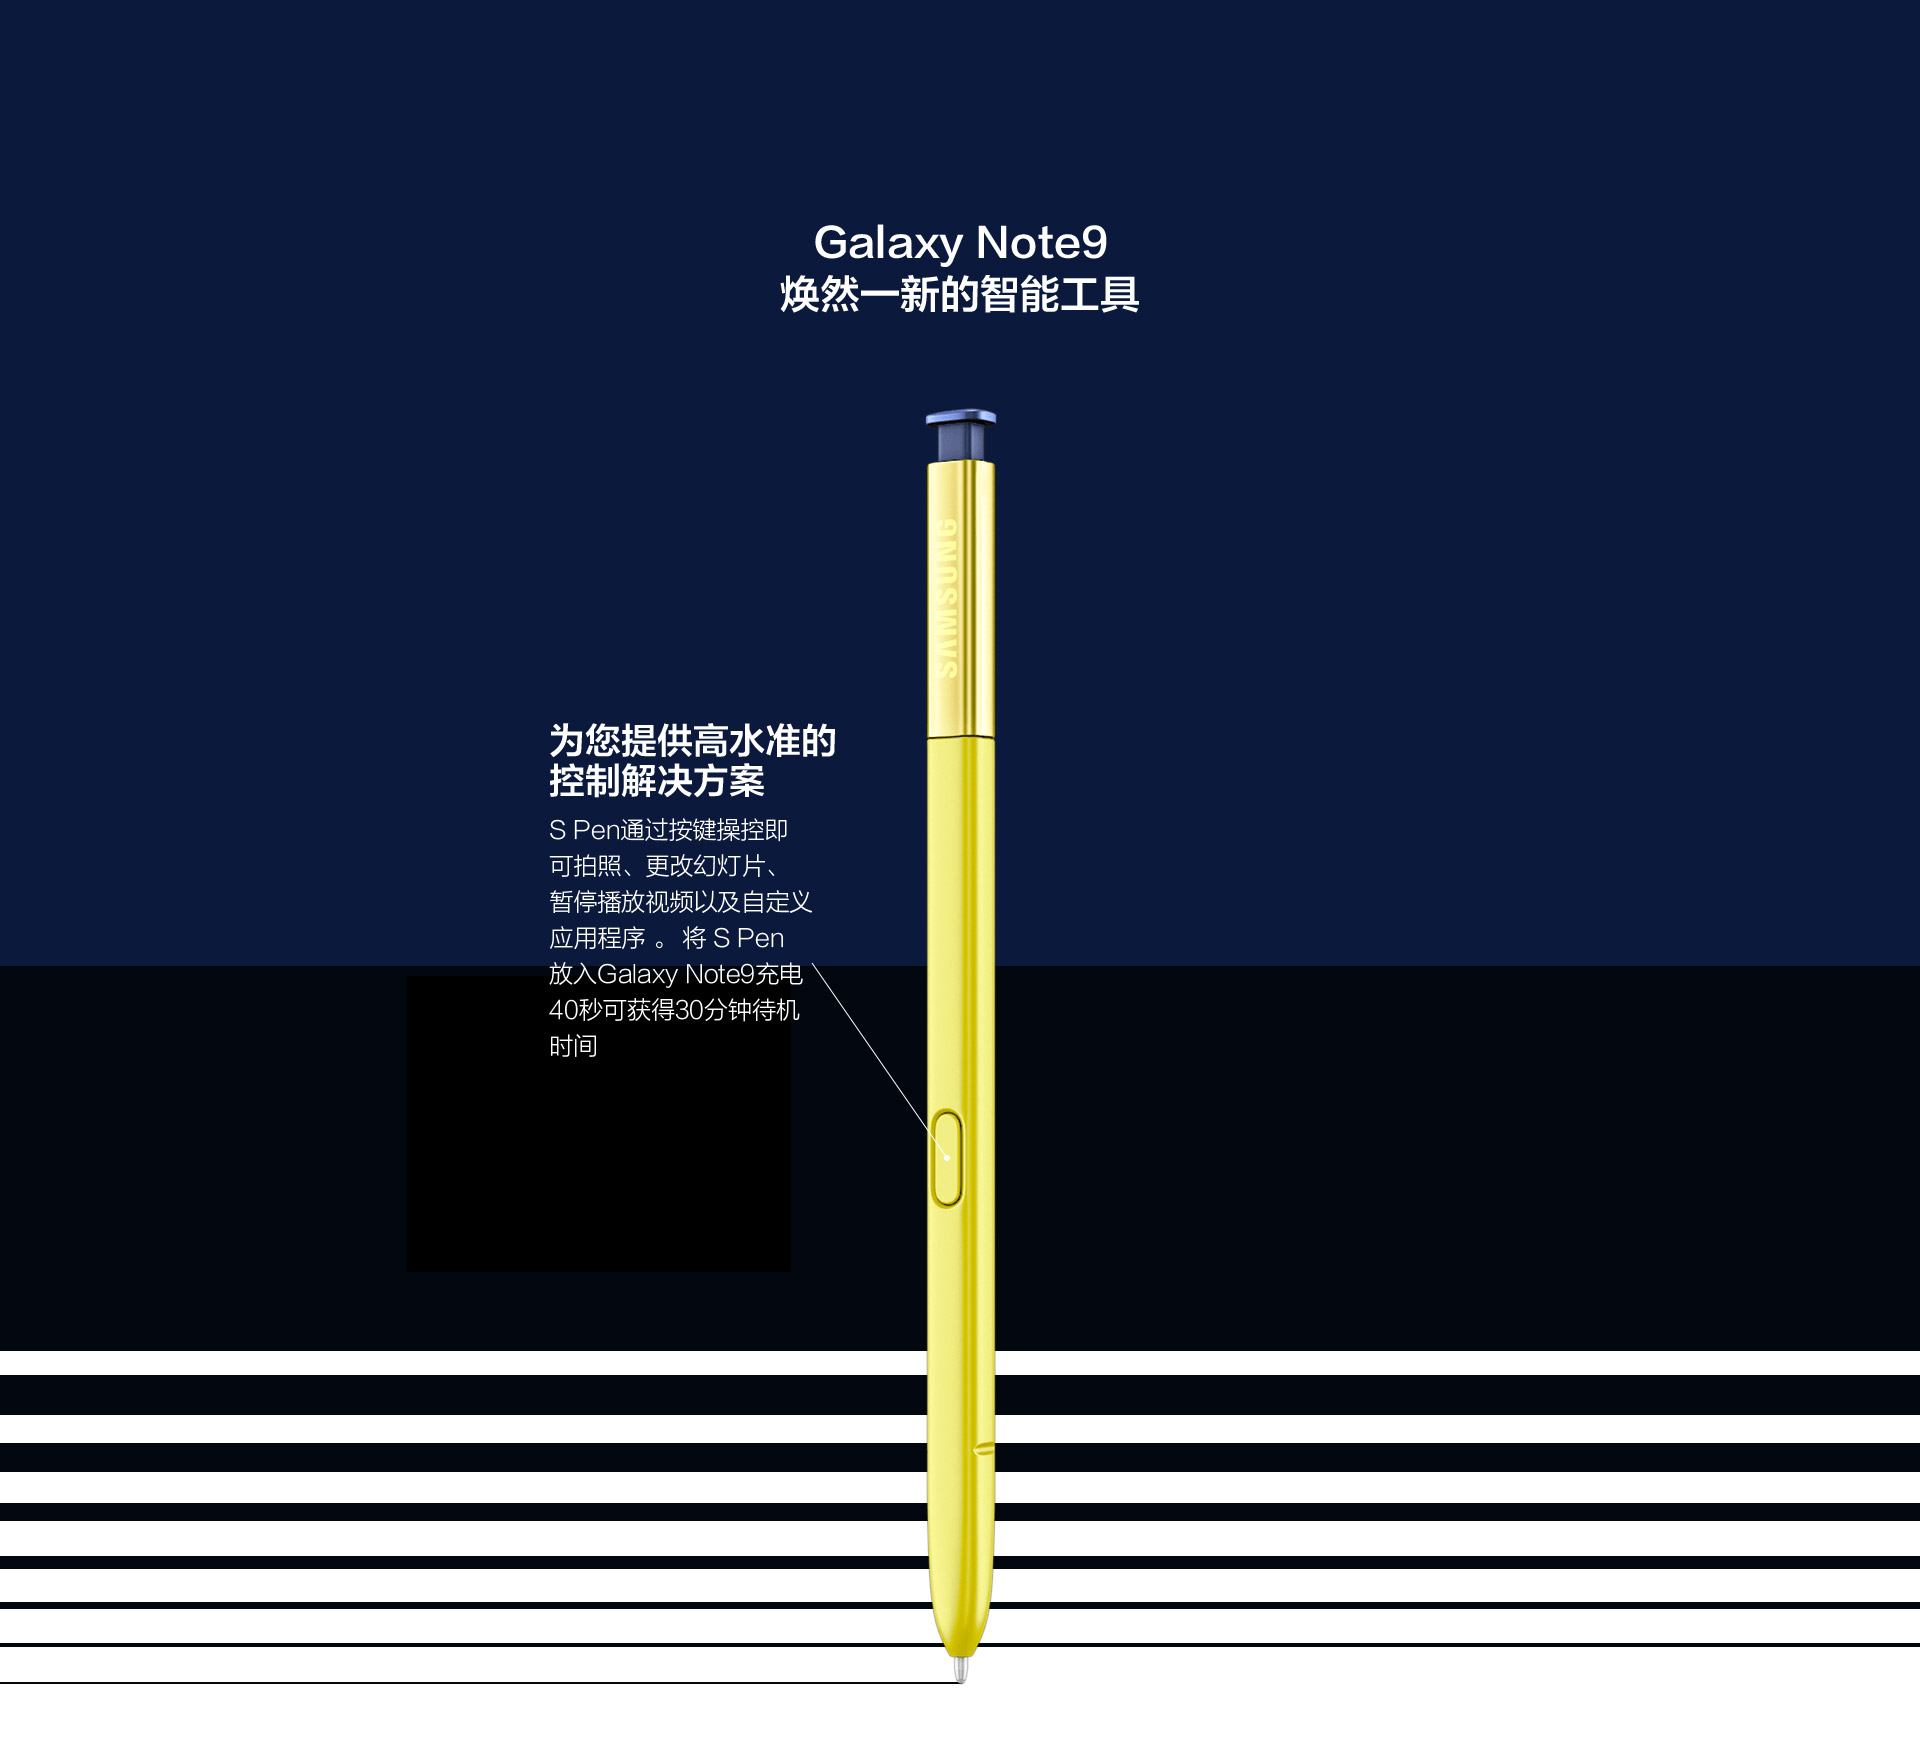 Galaxy Note9
焕然一新的智能工具
SAMSUNG
为您提供高水准的
控制解决方案
S Pen通过按键操控即
可拍照、更改幻灯片、
暂停播放视频以及自定义
应用程序 。 将 S Pen
放入Galaxy Note9充电
40秒可获得30分钟待机
时间